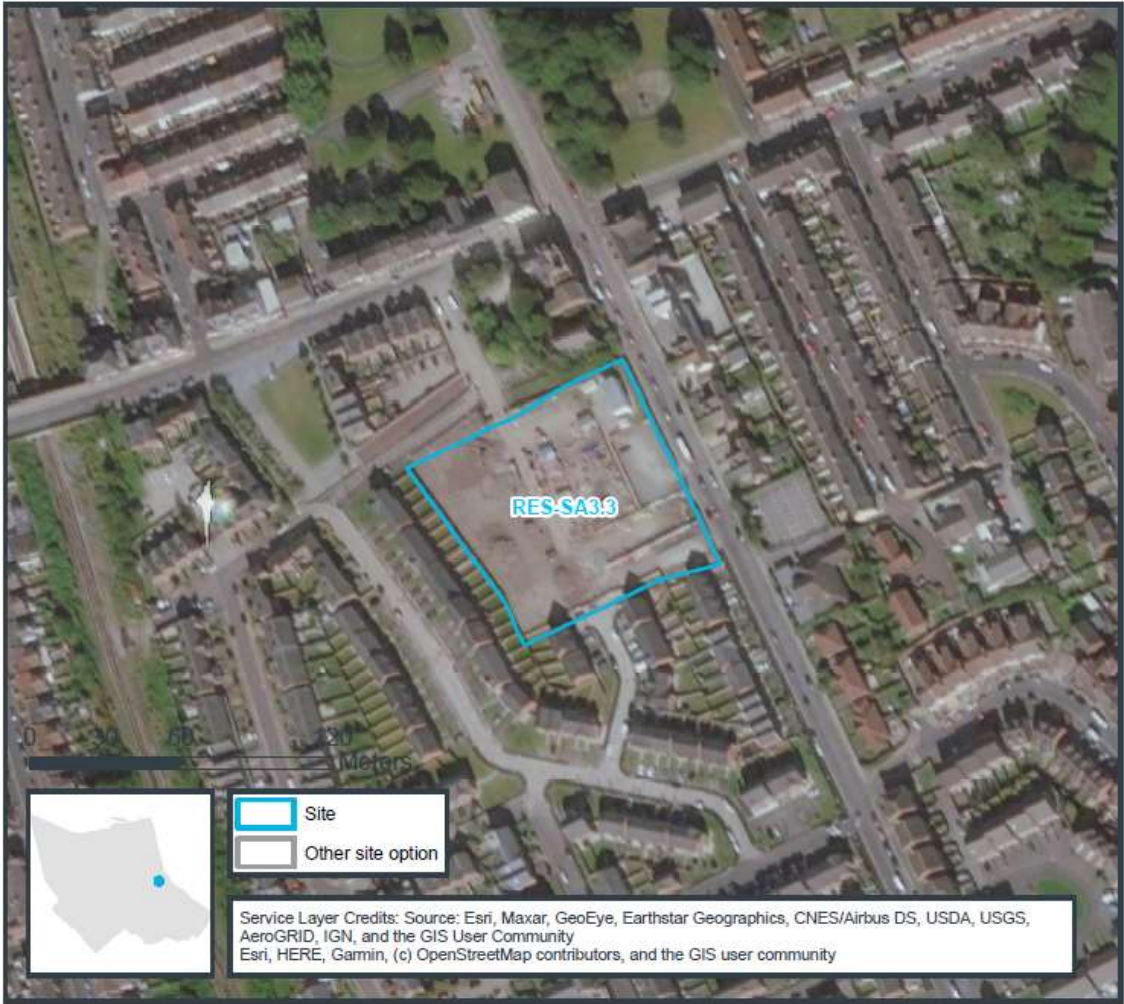 RES-SA3.3
0 30 60 120
Meters
Site
Other site option
Service Layer Credits: Source: Esri, Maxar, GeoEye, Earthstar Geographics, CNES/Airbus DS, USDA, USGS,
AeroGRID, IGN, and the GIS User Community
Esri, HERE, Garmin, (c) OpenStreetMap contributors, and the GIS user community